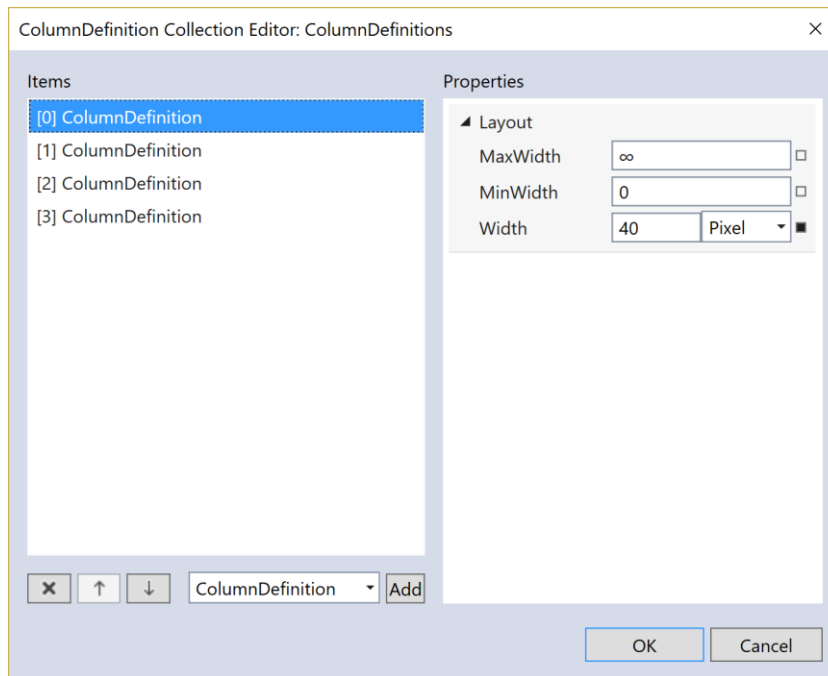 ColumnDefinition Collection Editor: ColumnDefinitions
Items
[0] ColumnDefinition
[1] ColumnDefinition
[2] ColumnDefinition
[3] ColumnDefinition
ColumnDefinition
Add
Properties
Layout
MaxWidth ∞
MinWidth 0
Width 40 Pixel
OK
Cancel